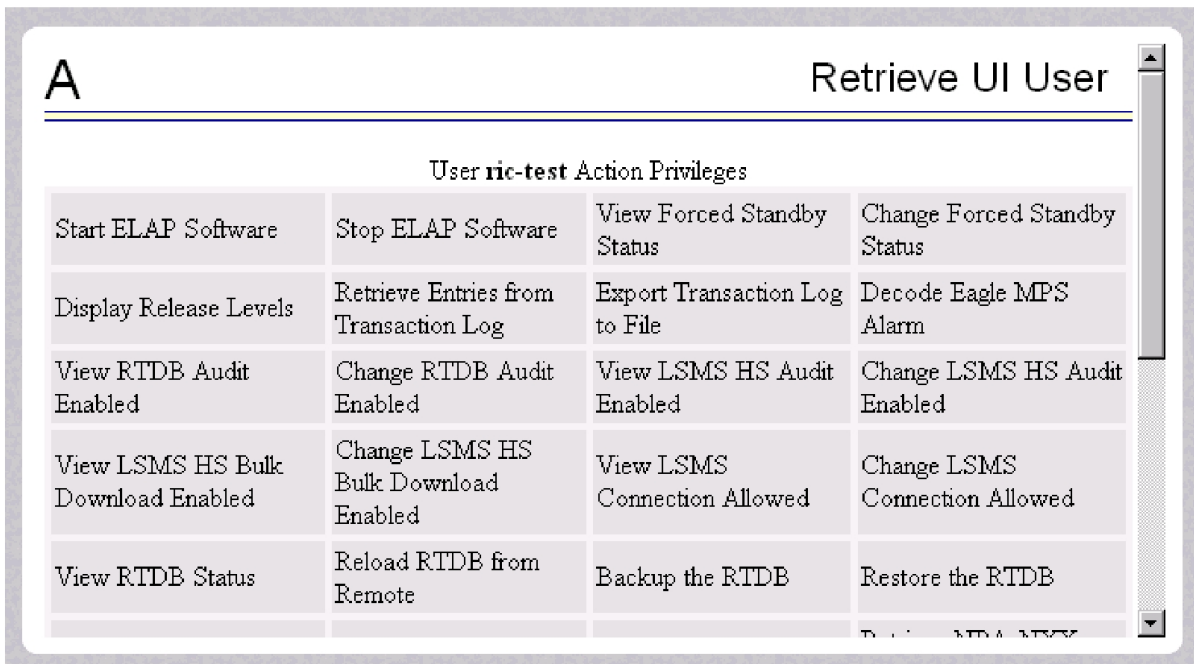 A
Retrieve UI User
User ric-test Action Privileges
Start ELAP Software
Stop ELAP Software
View Forced Standby
Status
Change Forced Standby
Status
Display Release Levels
Retrieve Entries from
Transaction Log
Export Transaction Log
to File
Decode Eagle MPS
Alarm
View RTDB Audit
Enabled
Change RTDB Audit
Enabled
View LSMS HS Audit
Enabled
Change LSMS HS Audit
Enabled
View LSMS HS Bulk
Download Enabled
Change LSMS HS
Bulk Download
Enabled
View LSMS
Connection Allowed
Change LSMS
Connection Allowed
View RTDB Status
Reload RTDB from
Remote
Backup the RTDB
Restore the RTDB